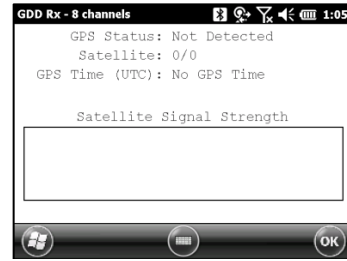 GDD Rx - 8 channels 1:05
GPS Status: Not Detected
Satellite: 0/0
GPS Time (UTC): No GPS Time
Satellite Signal Strength
OK